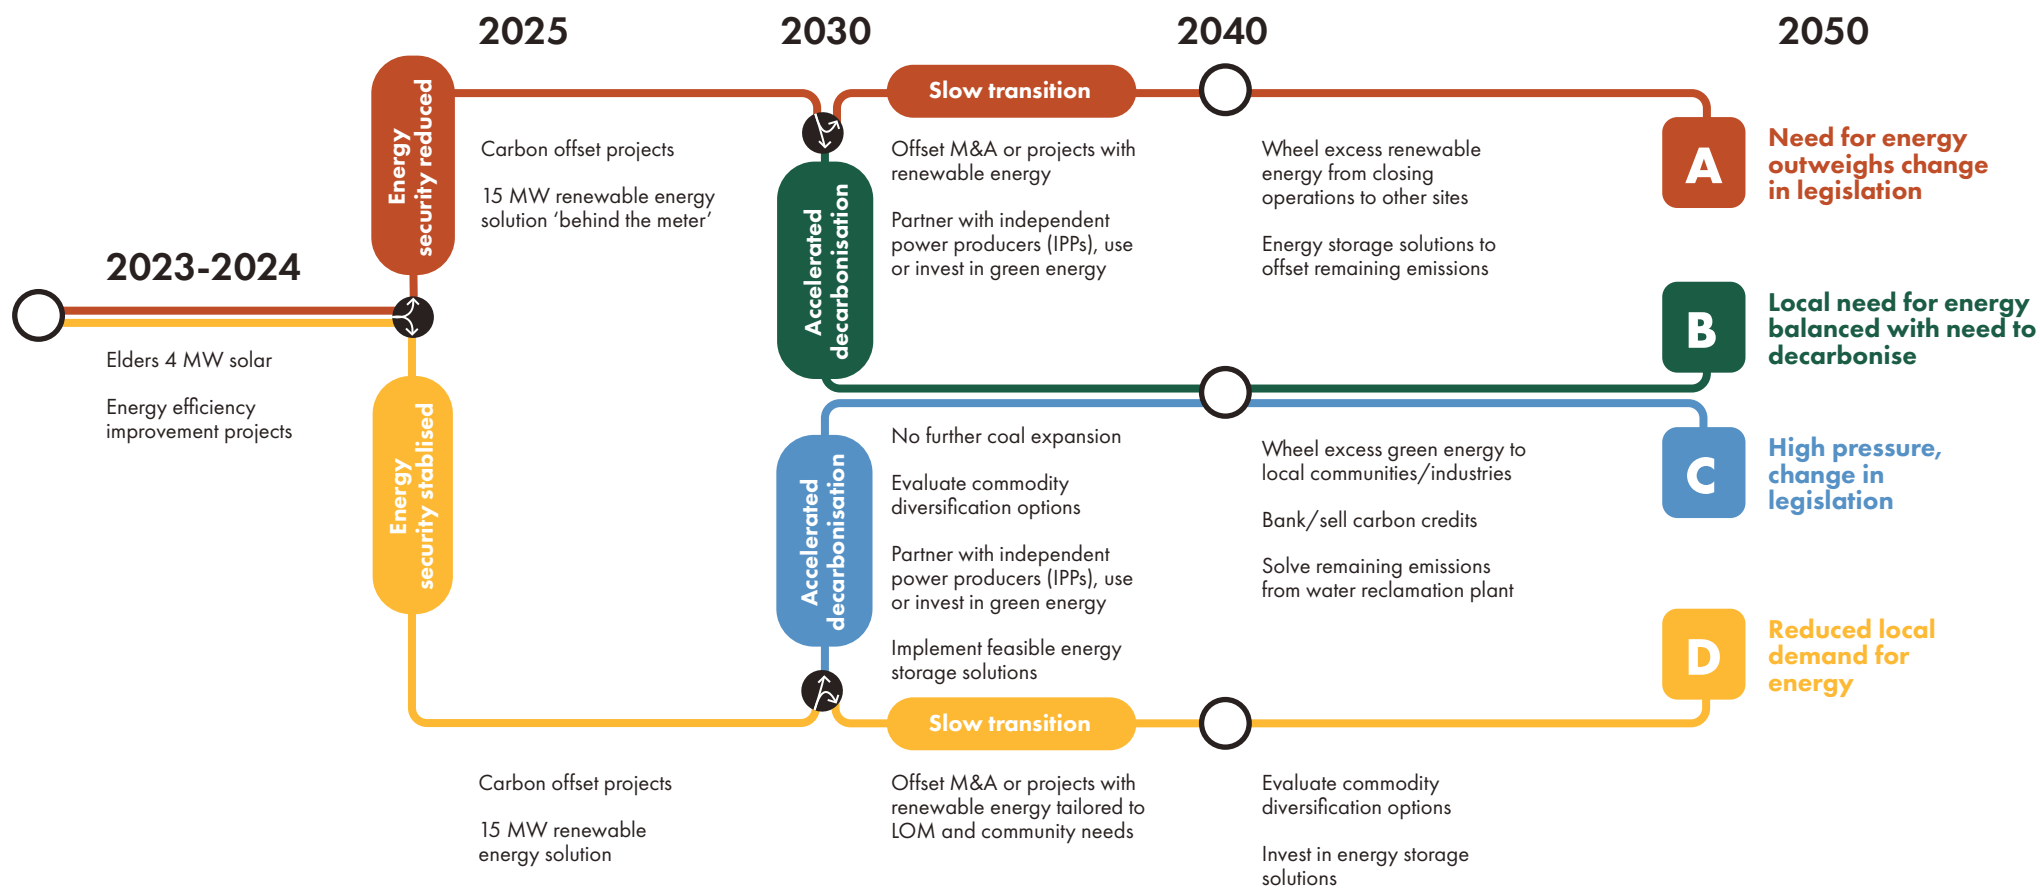 2025
2030
2040
2050
2023-2024
Elders 4 MW solar
Energy efficiency
improvement projects
Energy
security reduced
Energy
security stablised
Carbon offset projects
15 MW renewable energy
solution ‘behind the meter’
Carbon offset projects
15 MW renewable
energy solution
Accelerated
decarbonisation
Accelerated
decarbonisation
Slow transition
Offset M&A or projects with
renewable energy
Partner with independent
power producers (IPPs), use
or invest in green energy
No further coal expansion
Evaluate commodity
diversification options
Partner with independent
power producers (IPPs), use
or invest in green energy
Implement feasible energy
storage solutions
Slow transition
Offset M&A or projects with
renewable energy tailored to
LOM and community needs
Wheel excess renewable
energy from closing
operations to other sites
Energy storage solutions to
offset remaining emissions
Wheel excess green energy to
local communities/industries
Bank/sell carbon credits
Solve remaining emissions
from water reclamation plant
Evaluate commodity
diversification options
Invest in energy storage
solutions
A
Need for energy
outweighs change
in legislation
B
Local need for energy
balanced with need to
decarbonise
C
High pressure,
change in
legislation
D
Reduced local
demand for
energy